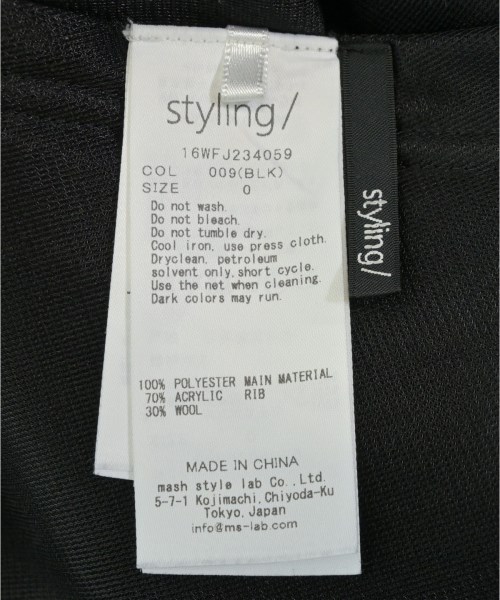 styling/
16WFJ234059
COL 009(BLK)
SIZE 0
Do not wash.
Do not bleach.
Do not tumble dry.
Cool iron, use press cloth.
Dryclean, petroleum
solvent only, short cycle.
Use the net when cleaning.
Dark colors may run.
100% POLYESTER MAIN MATERIAL
70% ACRYLIC RIB
30% WOOL
MADE IN CHINA
mash style lab Co., Ltd.
5-7-1 Kojimachi, Chiyoda-Ku
Tokyo, Japan
info@ms-lab.com
styling/